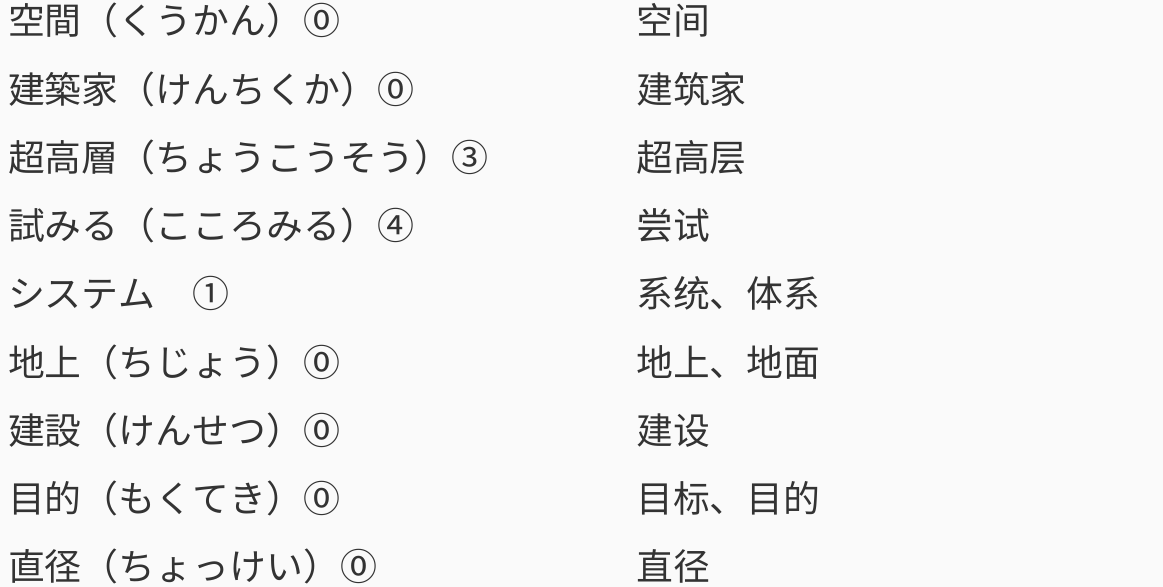 空間（くうかん）⓪ 空间
建築家（けんちくか）⓪ 建筑家
超高層（ちょうこうそう）③ 超高层
試みる（こころみる）④ 尝试
システム　① 系统、体系
地上（ちじょう）⓪ 地上、地面
建設（けんせつ）⓪ 建设
目的（もくてき）⓪ 目标、目的
直径（ちょっけい）⓪ 直径